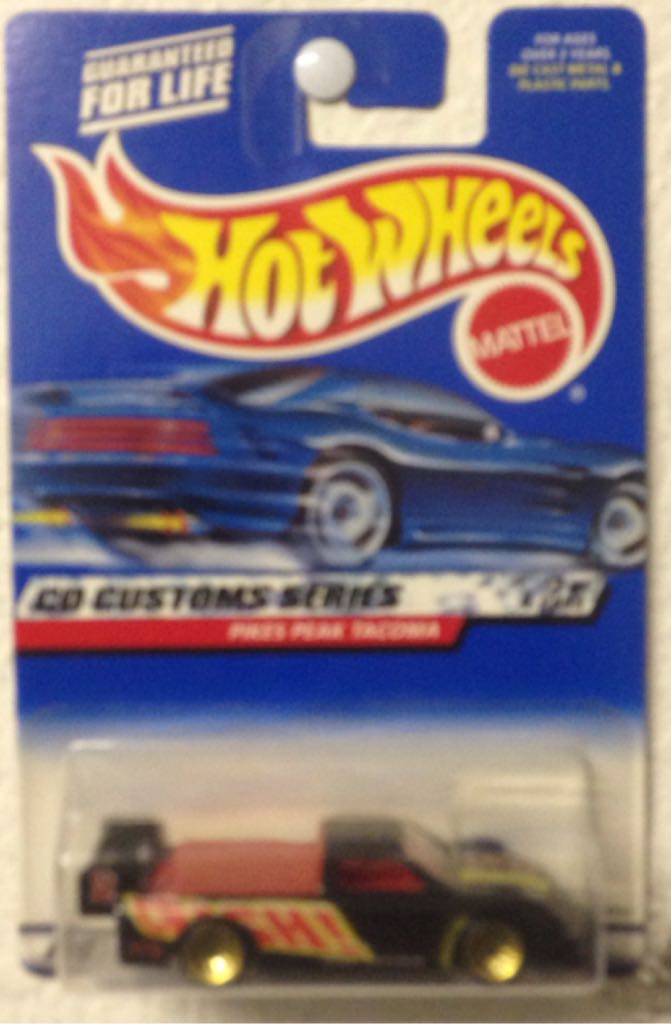 GUARANTEED
FOR LIFE
FOR AGES
OVER 3 YEARS
DIE CAST METAL &
PLASTIC PARTS
HOT WHEELS
MATTEL
®
CD CUSTOMS SERIES
PIKES PEAK TACOMA